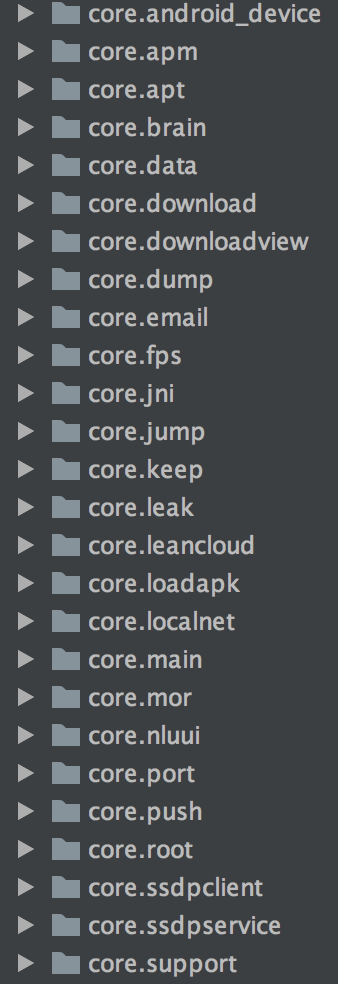 core.android_device
core.apm
core.apt
core.brain
core.data
core.download
core.downloadview
core.dump
core.email
core.fps
core.jni
core.jump
core.keep
core.leak
core.leancloud
core.loadapk
core.localnet
core.main
core.mor
core.nluui
core.port
core.push
core.root
core.ssdpclient
core.ssdpservice
core.support